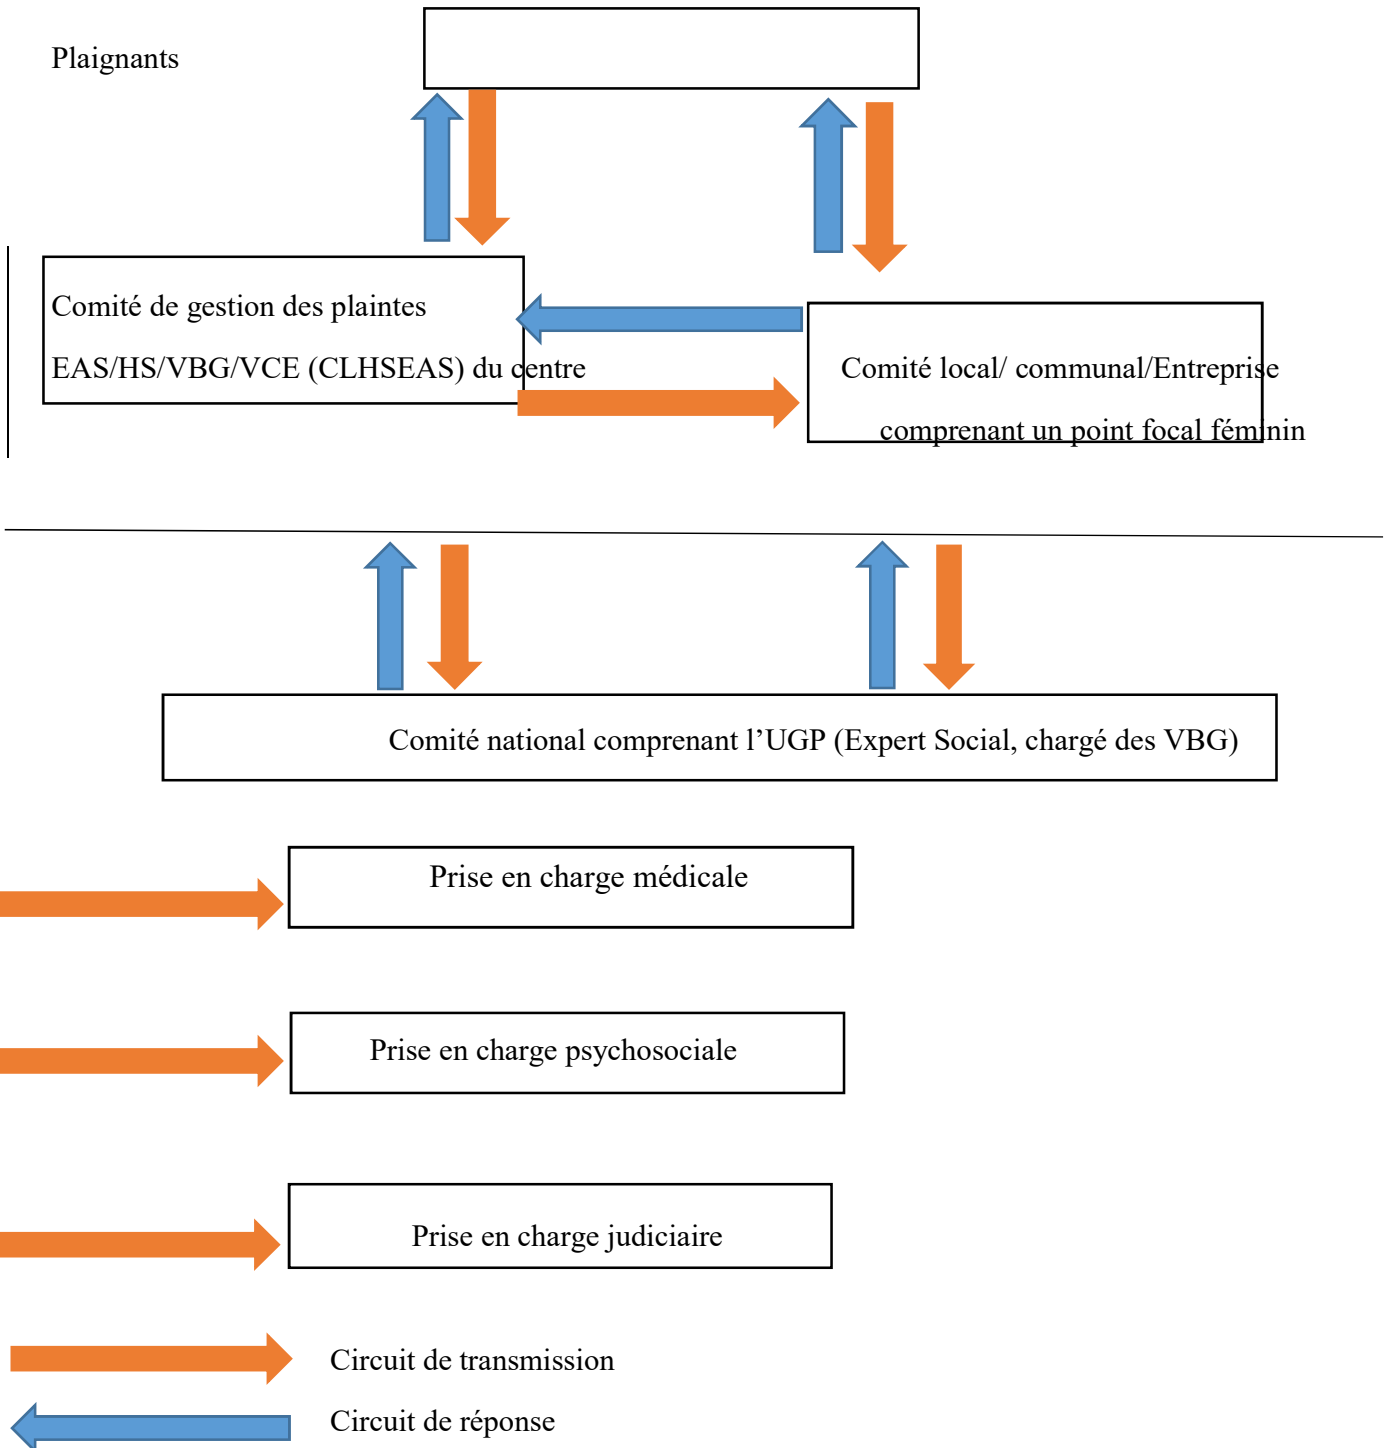 Plaignants
Comité de gestion des plaintes
EAS/HS/VBG/VCE (CLHSEAS) du centre
Comité local/ communal/Entreprise
comprenant un point focal féminin
Comité national comprenant l’UGP (Expert Social, chargé des VBG)
Prise en charge médicale
Prise en charge psychosociale
Prise en charge judiciaire
Circuit de transmission
Circuit de réponse